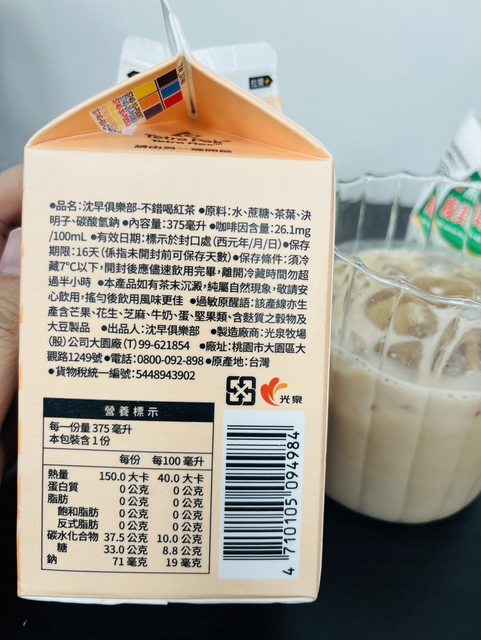 Tetra Pak®
●品名:沈早俱樂部-不錯喝紅茶 ●原料:水、蔗糖、茶葉、決
明子、碳酸氫鈉 ●內容量:375毫升 ●咖啡因含量:26.1mg
/100mL ●有效日期:標示於封口處(西元年/月/日)●保存
期限:16天(係指未開封前可保存天數) ●保存條件:須冷
藏7°C以下,開封後應儘速飲用完畢,離開冷藏時間勿超
過半小時 ●本產品如有茶末沉澱,純屬自然現象,敬請安
心飲用,搖勻後飲用風味更佳 ●過敏原醒語:該產線亦生
產含芒果、花生、芝麻、牛奶、蛋、堅果類、含麩質之穀物及
大豆製品 ●出品人:沈早俱樂部 ●製造廠商:光泉牧場
(股)公司大園廠(T)99-621854 ●廠址:桃園市大園區大
觀路1249號●電話:0800-092-898●原產地:台灣
●貨物稅統一編號:5448943902
光泉
營養標示
每一份量 375 毫升
本包裝含 1 份
每份 每100 毫升
熱量 150.0 大卡 40.0 大卡
蛋白質 0 公克 0 公克
脂肪 0 公克 0 公克
飽和脂肪 0 公克 0 公克
反式脂肪 0 公克 0 公克
碳水化合物 37.5 公克 10.0 公克
糖 33.0 公克 8.8 公克
鈉 71 毫克 19 毫克
4 710105 094984